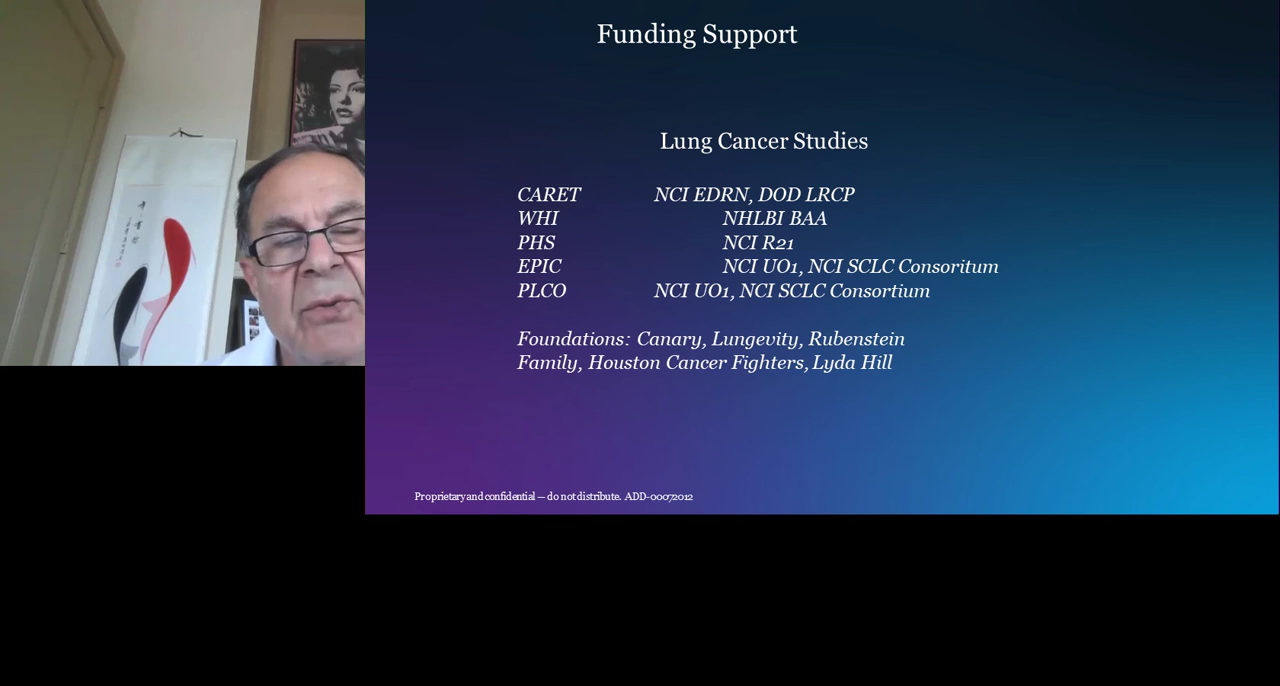 Funding Support
Lung Cancer Studies
CARET NCI EDRN, DOD LRCP
WHI NHLBI BAA
PHS NCI R21
EPIC NCI UO1, NCI SCLC Consoritum
PLCO NCI UO1, NCI SCLC Consortium
Foundations: Canary, Lungevity, Rubenstein
Family, Houston Cancer Fighters, Lyda Hill
Proprietary and confidential — do not distribute. ADD-00072012